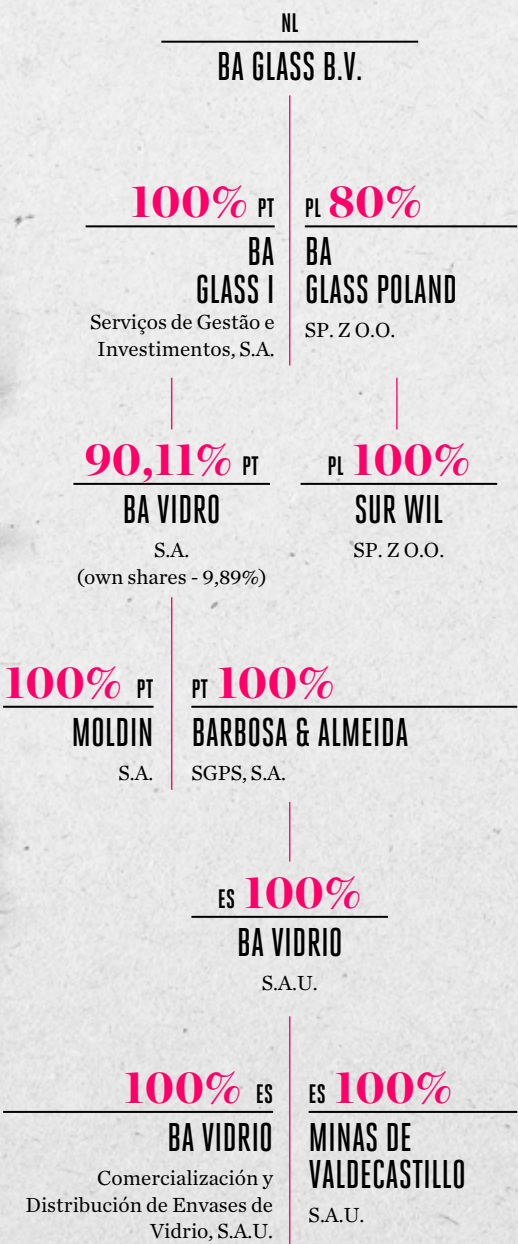 NL
BA GLASS B.V.
100% PT
BA
GLASS I
Serviços de Gestão e
Investimentos, S.A.
PL 80%
BA
GLASS POLAND
SP. Z O.O.
90,11% PT
BA VIDRO
S.A.
(own shares - 9,89%)
PL 100%
SUR WIL
SP. Z O.O.
100% PT
MOLDIN
S.A.
PT 100%
BARBOSA & ALMEIDA
SGPS, S.A.
ES 100%
BA VIDRIO
S.A.U.
100% ES
BA VIDRIO
Comercialización y
Distribución de Envases de
Vidrio, S.A.U.
ES 100%
MINAS DE
VALDECASTILLO
S.A.U.